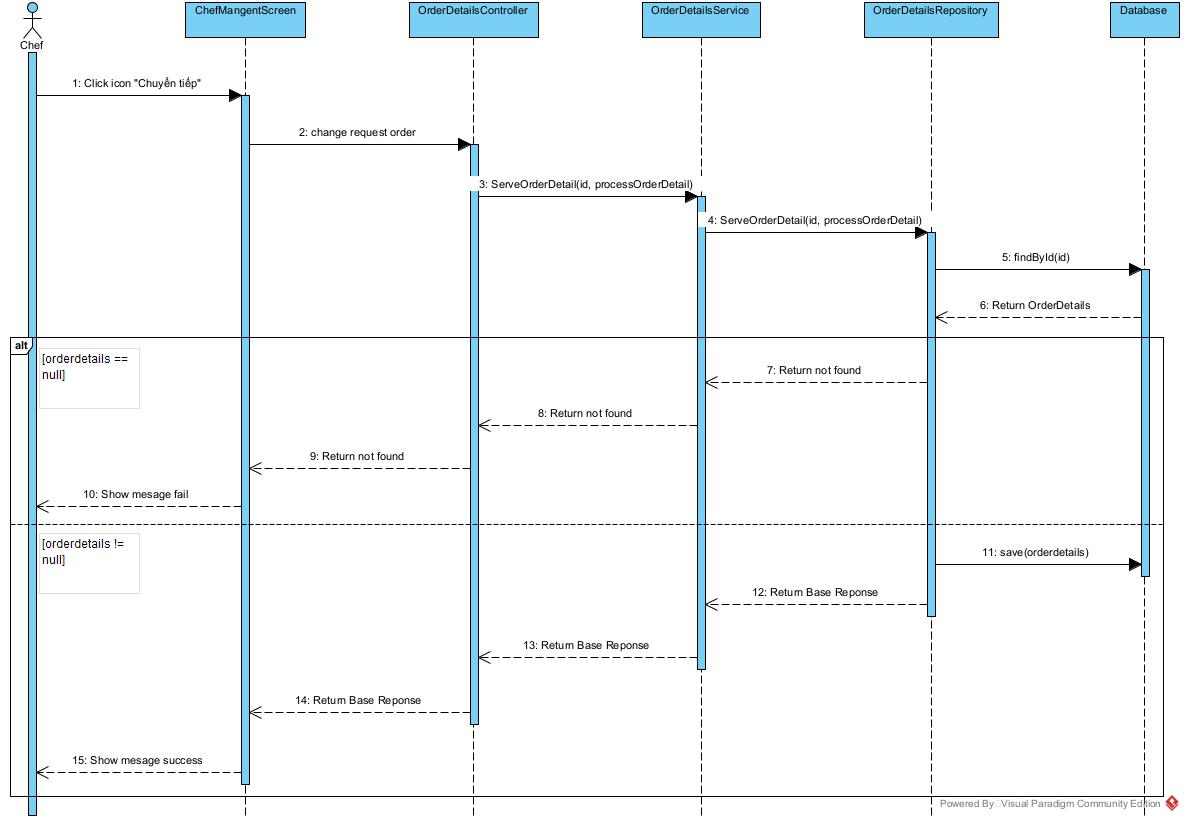 ChefMangentScreen
OrderDetailsController
OrderDetailsService
OrderDetailsRepository
Database
Chef
1: Click icon "Chuyển tiếp"
2: change request order
3: ServeOrderDetail(id, processOrderDetail)
4: ServeOrderDetail(id, processOrderDetail)
5: findById(id)
6: Return OrderDetails
alt
[orderdetails ==
null]
7: Return not found
8: Return not found
9: Return not found
10: Show mesage fail
[orderdetails !=
null]
11: save(orderdetails)
12: Return Base Reponse
13: Return Base Reponse
14: Return Base Reponse
15: Show mesage success
Powered By Visual Paradigm Community Edition